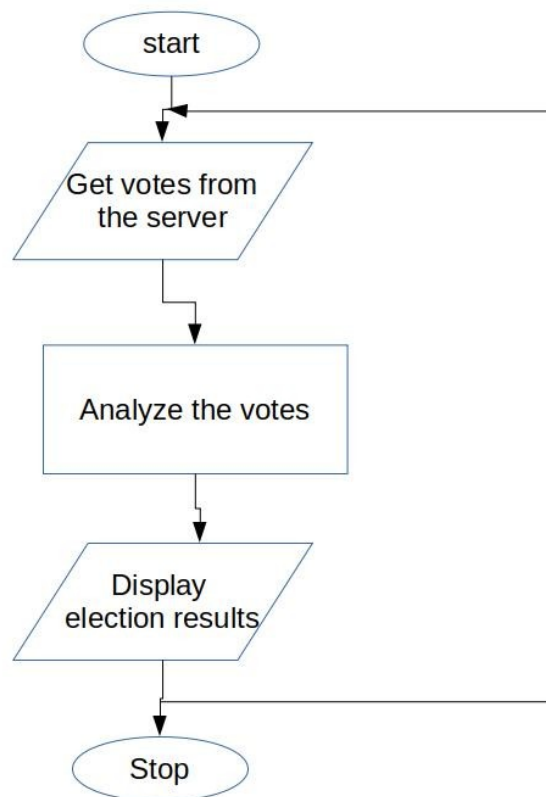 start
Get votes from
the server
Analyze the votes
Display
election results
Stop